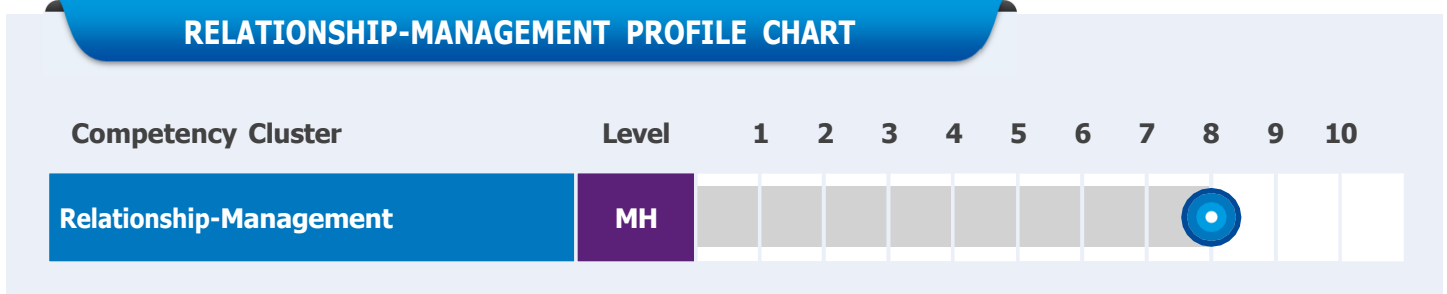 RELATIONSHIP-MANAGEMENT PROFILE CHART
Competency Cluster Level 1 2 3 4 5 6 7 8 9 10
Relationship-Management MH